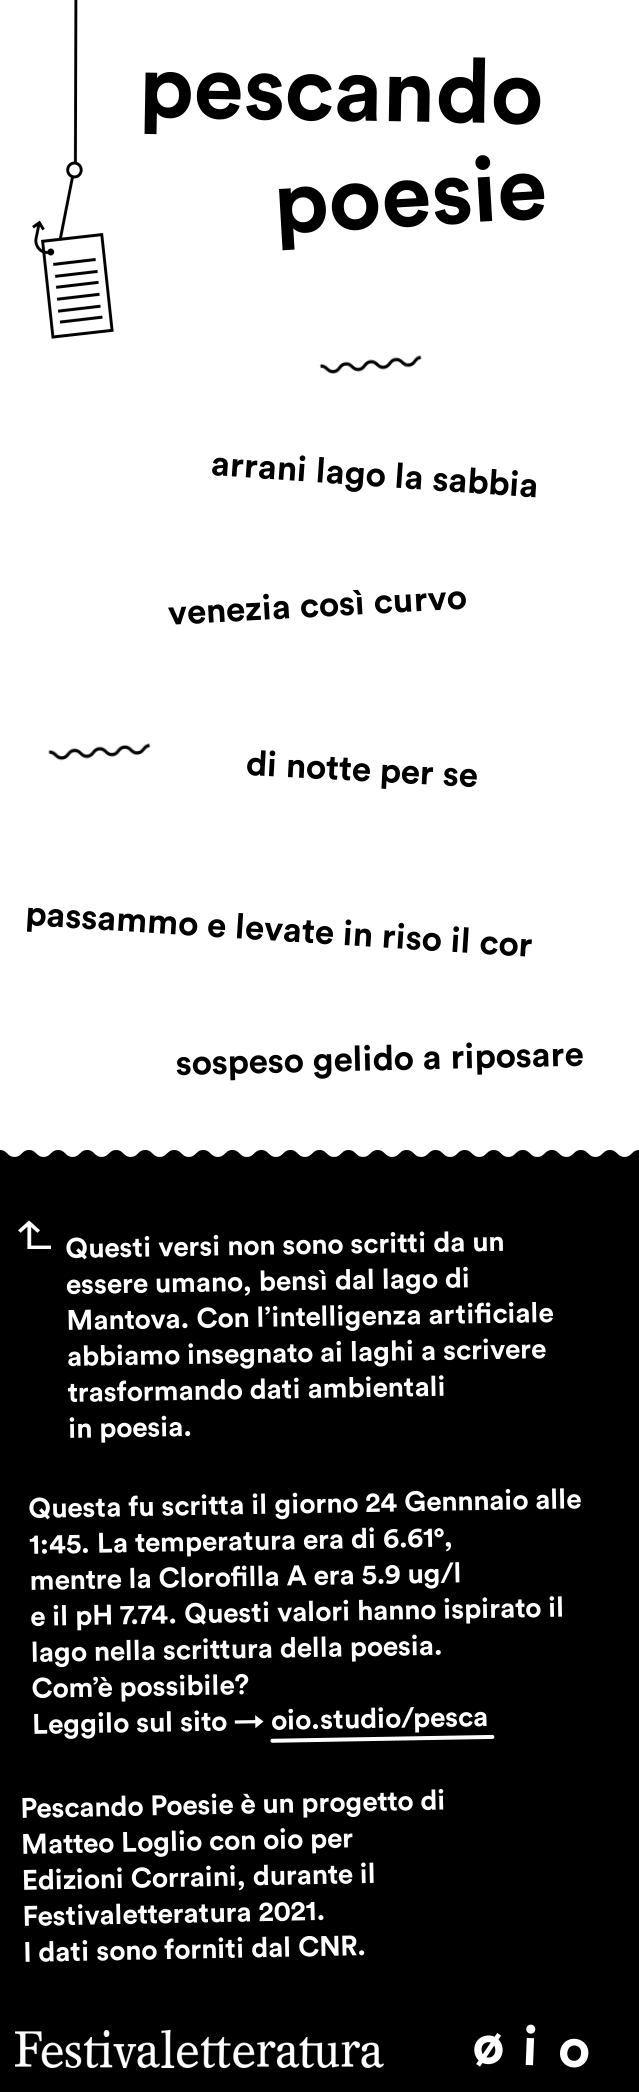 pescando
poesie
arrani lago la sabbia
venezia così curvo
di notte per se
passammo e levate in riso il cor
sospeso gelido a riposare
Questi versi non sono scritti da un
essere umano, bensì dal lago di
Mantova. Con l’intelligenza artificiale
abbiamo insegnato ai laghi a scrivere
trasformando dati ambientali
in poesia.
Questa fu scritta il giorno 24 Gennnaio alle
1:45. La temperatura era di 6.61°,
mentre la Clorofilla A era 5.9 ug/l
e il pH 7.74. Questi valori hanno ispirato il
lago nella scrittura della poesia.
Com’è possibile?
Leggilo sul sito → oio.studio/pesca
Pescando Poesie è un progetto di
Matteo Loglio con oio per
Edizioni Corraini, durante il
Festivaletteratura 2021.
I dati sono forniti dal CNR.
Festivaletteratura øio